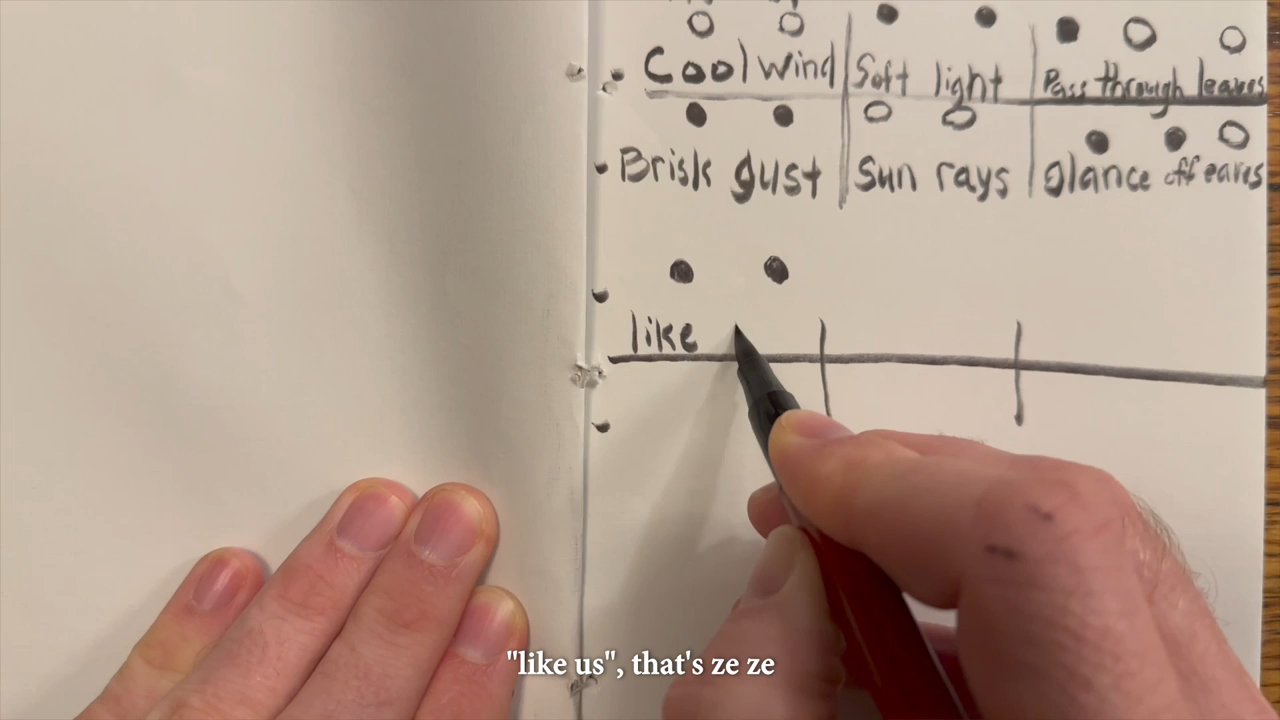 Cool wind Soft light Pass through leaves
Brisk gust Sun rays glance off eaves
like
"like us", that's ze ze